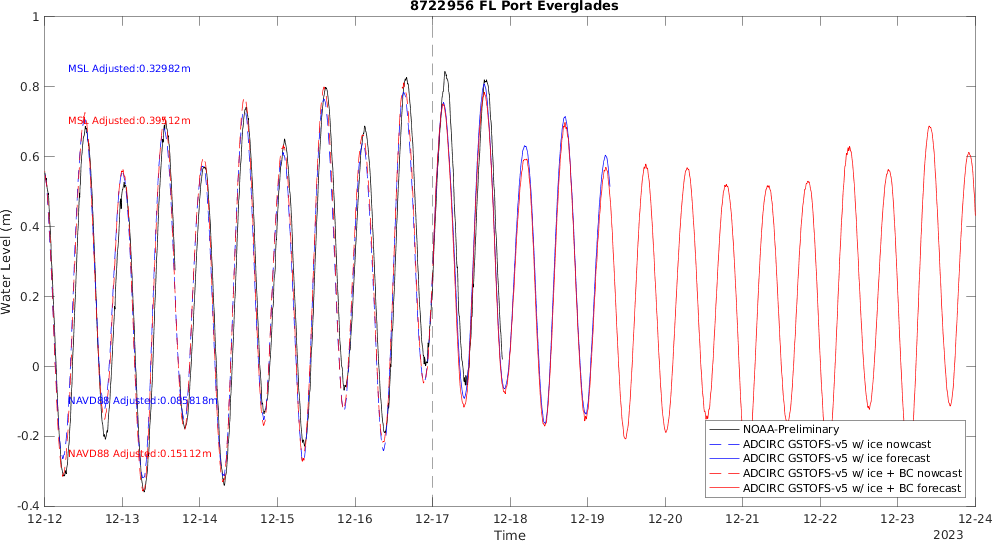 8722956 FL Port Everglades
1
0.8
0.6
0.4
0.2
0
-0.2
-0.4
Water Level (m)
MSL Adjusted:0.32982m
MSL Adjusted:0.39512m
NAVD88 Adjusted:0.085818m
NAVD88 Adjusted:0.15112m
NOAA-Preliminary
ADCIRC GSTOFS-v5 w/ ice nowcast
ADCIRC GSTOFS-v5 w/ ice forecast
ADCIRC GSTOFS-v5 w/ ice + BC nowcast
ADCIRC GSTOFS-v5 w/ ice + BC forecast
12-12 12-13 12-14 12-15 12-16 12-17 12-18 12-19 12-20 12-21 12-22 12-23 12-24
Time
2023